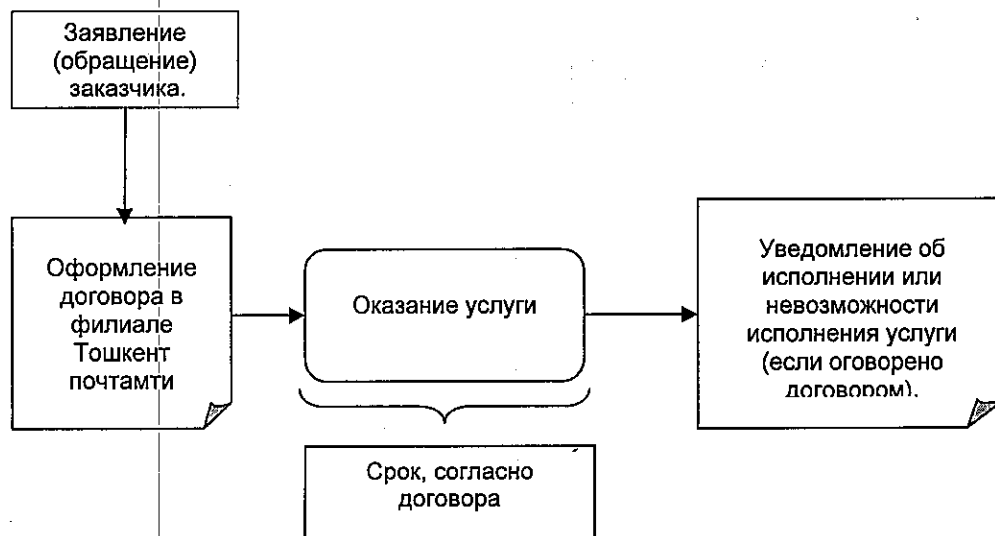 Заявление
(обращение)
заказчика.
Оформление
договора в
филиале
Тошкент
почтамти
Оказание услуги
Уведомление об
исполнении или
невозможности
исполнения услуги
(если оговорено
договором).
Срок, согласно
договора